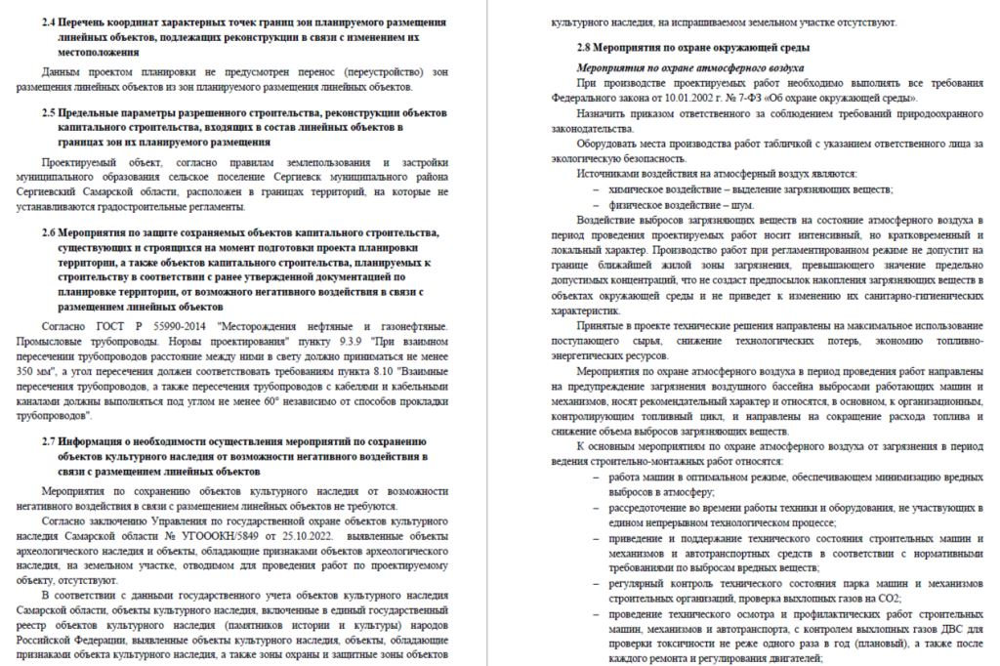 2.4 Перечень координат характерных точек границ зон планируемого размещения
линейных объектов, подлежащих реконструкции в связи с изменением их
местоположения
Данным проектом планировки не предусмотрен перенос (переустройство) зон
размещения линейных объектов из зон планируемого размещения линейных объектов.
2.5 Предельные параметры разрешенного строительства, реконструкции объектов
капитального строительства, входящих в состав линейных объектов в
границах зон их планируемого размещения
Проектируемый объект, согласно правилам землепользования и застройки
муниципального образования сельское поселение Сергиевск муниципального района
Сергиевский Самарской области, расположен в границах территорий, на которые не
устанавливаются градостроительные регламенты.
2.6 Мероприятия по защите сохраняемых объектов капитального строительства,
существующих и строящихся на момент подготовки проекта планировки
территории, а также объектов капитального строительства, планируемых к
строительству в соответствии с ранее утвержденной документацией по
планировке территории, от возможного негативного воздействия в связи с
размещением линейных объектов
Согласно ГОСТ Р 55990-2014 "Месторождения нефтяные и газонефтяные.
Промысловые трубопроводы. Нормы проектирования" пункту 9.3.9 "При взаимном
пересечении трубопроводов расстояние между ними в свету должно приниматься не менее
350 мм", а угол пересечения должен соответствовать требованиям пункта 8.10 "Взаимные
пересечения трубопроводов, а также пересечения трубопроводов с кабелями и кабельными
каналами должны выполняться под углом не менее 60° независимо от способов прокладки
трубопроводов".
2.7 Информация о необходимости осуществления мероприятий по сохранению
объектов культурного наследия от возможности негативного воздействия в
связи с размещением линейных объектов
Мероприятия по сохранению объектов культурного наследия от возможности
негативного воздействия в связи с размещением линейных объектов не требуются.
Согласно заключению Управления по государственной охране объектов культурного
наследия Самарской области № УГОООКН/5849 от 25.10.2022. выявленные объекты
археологического наследия и объекты, обладающие признаками объектов археологического
наследия, на земельном участке, отводимом для проведения работ по проектируемому
объекту, отсутствуют.
В соответствии с данными государственного учета объектов культурного наследия
Самарской области, объекты культурного наследия, включенные в единый государственный
реестр объектов культурного наследия (памятников истории и культуры) народов
Российской Федерации, выявленные объекты культурного наследия, объекты, обладающие
признаками объекта культурного наследия, а также зоны охраны и защитные зоны объектов
культурного наследия, на испрашиваемом земельном участке отсутствуют.
2.8 Мероприятия по охране окружающей среды
Мероприятия по охране атмосферного воздуха
При производстве проектируемых работ необходимо выполнять все требования
Федерального закона от 10.01.2002 г. № 7-ФЗ «Об охране окружающей среды».
Назначить приказом ответственного за соблюдением требований природоохранного
законодательства.
Оборудовать места производства работ табличкой с указанием ответственного лица за
экологическую безопасность.
Источниками воздействия на атмосферный воздух являются:
– химическое воздействие – выделение загрязняющих веществ;
– физическое воздействие – шум.
Воздействие выбросов загрязняющих веществ на состояние атмосферного воздуха в
период проведения проектируемых работ носит интенсивный, но кратковременный и
локальный характер. Производство работ при регламентированном режиме не допустит на
границе ближайшей жилой зоны загрязнения, превышающего значение предельно
допустимых концентраций, что не создаст предпосылок накопления загрязняющих веществ в
объектах окружающей среды и не приведет к изменению их санитарно-гигиенических
характеристик.
Принятые в проекте технические решения направлены на максимальное использование
поступающего сырья, снижение технологических потерь, экономию топливно-
энергетических ресурсов.
Мероприятия по охране атмосферного воздуха в период проведения работ направлены
на предупреждение загрязнения воздушного бассейна выбросами работающих машин и
механизмов, носят рекомендательный характер и относятся, в основном, к организационным,
контролирующим топливный цикл, и направлены на сокращение расхода топлива и
снижение объема выбросов загрязняющих веществ.
К основным мероприятиям по охране атмосферного воздуха от загрязнения в период
ведения строительно-монтажных работ относятся:
– работа машин в оптимальном режиме, обеспечивающем минимизацию вредных
выбросов в атмосферу;
– рассредоточение во времени работы техники и оборудования, не участвующих в
едином непрерывном технологическом процессе;
– приведение и поддержание технического состояния строительных машин и
механизмов и автотранспортных средств в соответствии с нормативными
требованиями по выбросам вредных веществ;
– регулярный контроль технического состояния парка машин и механизмов
строительных организаций, проверка выхлопных газов на СО2;
– проведение технического осмотра и профилактических работ строительных
машин, механизмов и автотранспорта, с контролем выхлопных газов ДВС для
проверки токсичности не реже одного раза в год (плановый), а также после
каждого ремонта и регулирования двигателей;